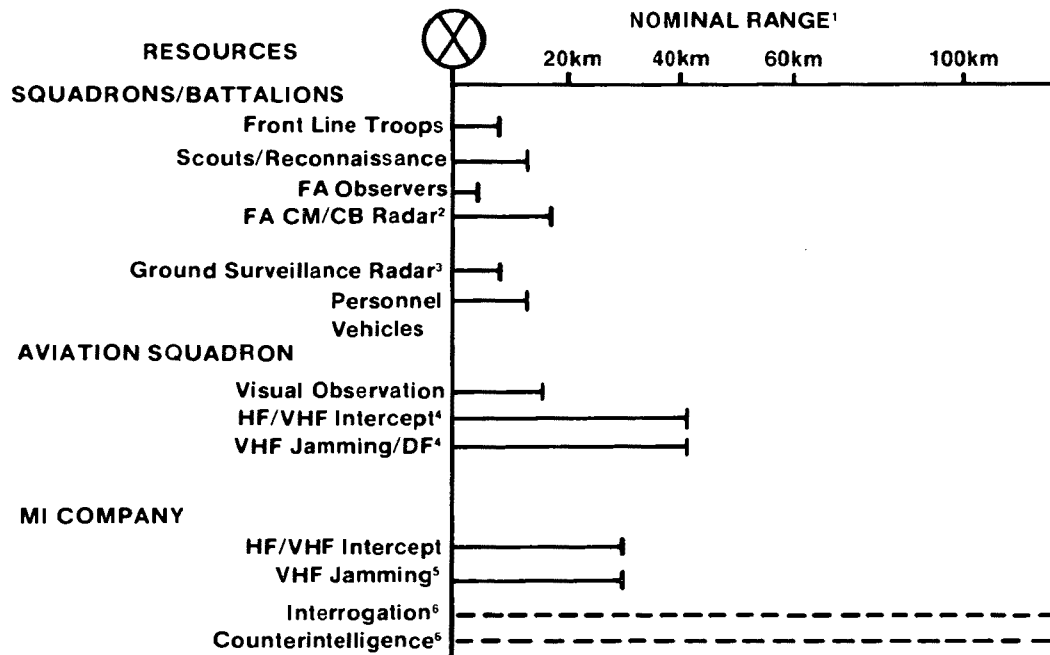 NOMINAL RANGE¹
RESOURCES
20km 40km 60km 100km
SQUADRONS/BATTALIONS
Front Line Troops
Scouts/Reconnaissance
FA Observers
FA CM/CB Radar²
Ground Surveillance Radar³
Personnel
Vehicles
AVIATION SQUADRON
Visual Observation
HF/VHF Intercept⁴
VHF Jamming/DF⁴
MI COMPANY
HF/VHF Intercept
VHF Jamming⁵
Interrogation⁶
Counterintelligence⁶